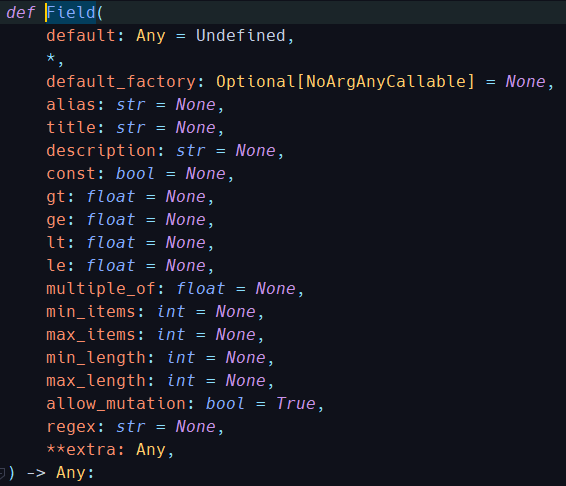 def Field(
    default: Any = Undefined,
    *,
    default_factory: Optional[NoArgAnyCallable] = None,
    alias: str = None,
    title: str = None,
    description: str = None,
    const: bool = None,
    gt: float = None,
    ge: float = None,
    lt: float = None,
    le: float = None,
    multiple_of: float = None,
    min_items: int = None,
    max_items: int = None,
    min_length: int = None,
    max_length: int = None,
    allow_mutation: bool = True,
    regex: str = None,
    **extra: Any,
) -> Any: